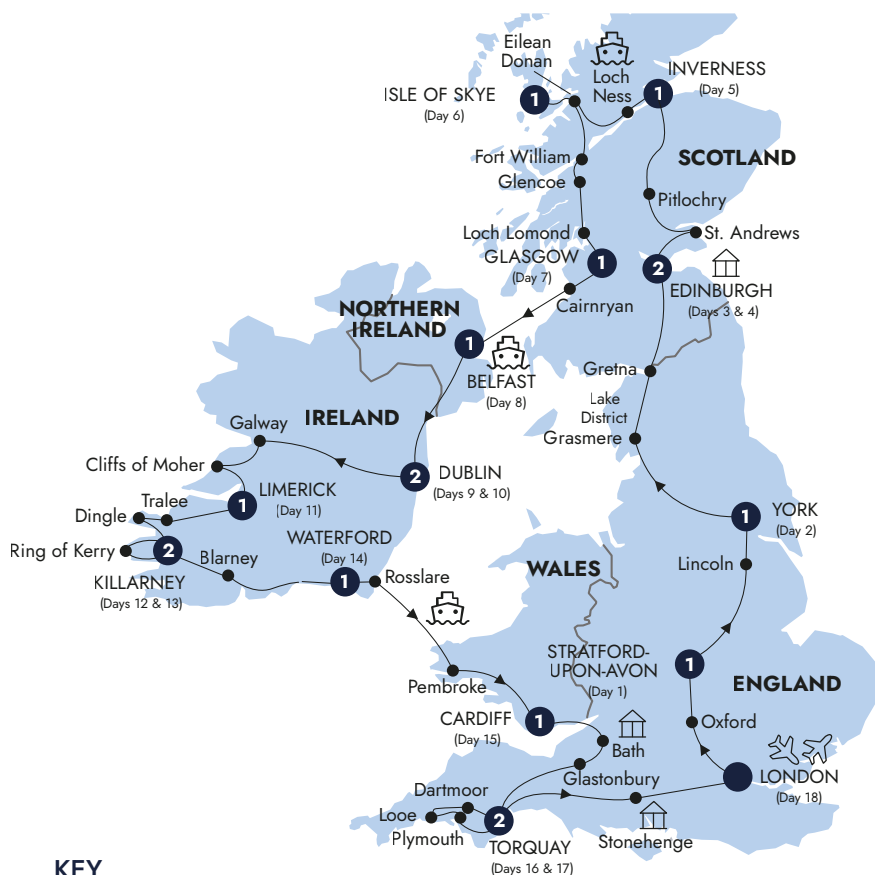 Eilean
Donan
Loch
Ness
INVERNESS
(Day 5)
ISLE OF SKYE
(Day 6)
1
1
SCOTLAND
Fort William
Glencoe
Pitlochry
Loch Lomond
St. Andrews
GLASGOW
(Day 7)
1
2
EDINBURGH
(Days 3 & 4)
Cairnryan
NORTHERN
IRELAND
1
BELFAST
(Day 8)
Gretna
Lake
District
Grasmere
IRELAND
Galway
Cliffs of Moher
2
DUBLIN
(Days 9 & 10)
LIMERICK
(Day 11)
1
Tralee
Dingle
Ring of Kerry
2
KILLARNEY
(Days 12 & 13)
Blarney
WATERFORD
(Day 14)
1
Rosslare
YORK
(Day 2)
1
Lincoln
WALES
STRATFORD-
UPON-AVON
(Day 1)
1
ENGLAND
Pembroke
CARDIFF
(Day 15)
1
Oxford
Bath
LONDON
(Day 18)
Glastonbury
Dartmoor
Looe
Plymouth
2
TORQUAY
(Days 16 & 17)
Stonehenge
KEY